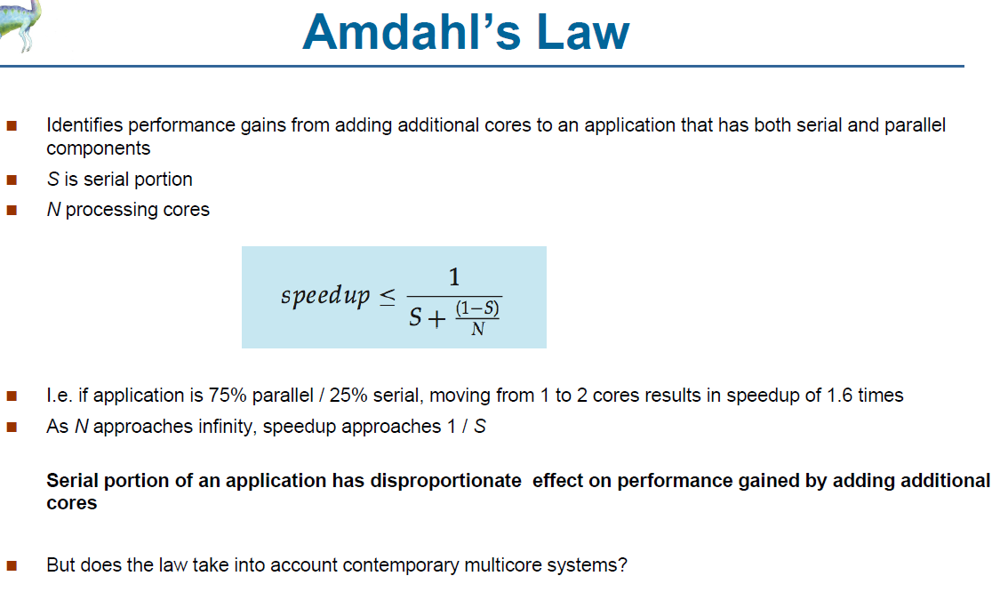 Amdahl’s Law
Identifies performance gains from adding additional cores to an application that has both serial and parallel
components
S is serial portion
N processing cores
speedup ≤ 1 / (S + (1−S)/N)
I.e. if application is 75% parallel / 25% serial, moving from 1 to 2 cores results in speedup of 1.6 times
As N approaches infinity, speedup approaches 1 / S
Serial portion of an application has disproportionate effect on performance gained by adding additional
cores
But does the law take into account contemporary multicore systems?